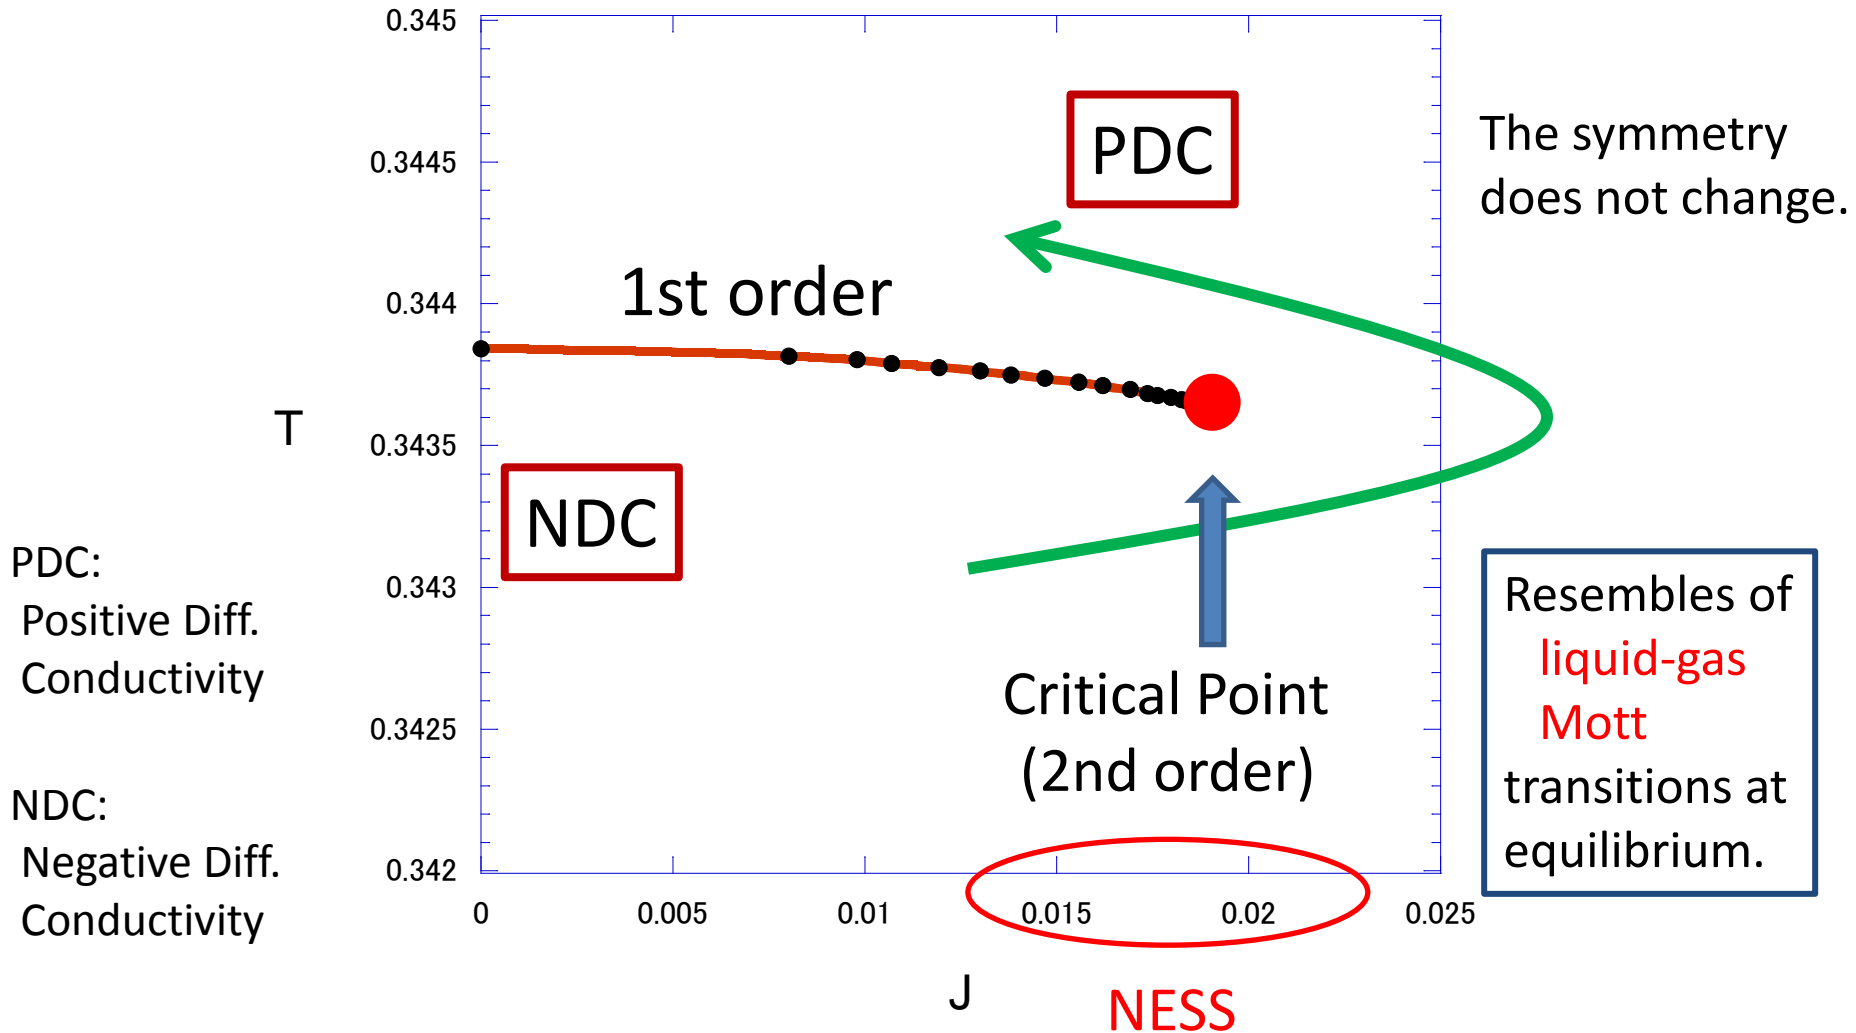 0.345
0.3445
0.344
0.3435
0.343
0.3425
0.342
T
0
0.005
0.01
0.015
0.02
0.025
J
NESS
PDC
1st order
NDC
Critical Point
(2nd order)
The symmetry
does not change.
PDC:
Positive Diff.
Conductivity
NDC:
Negative Diff.
Conductivity
Resembles of
liquid-gas
Mott
transitions at
equilibrium.